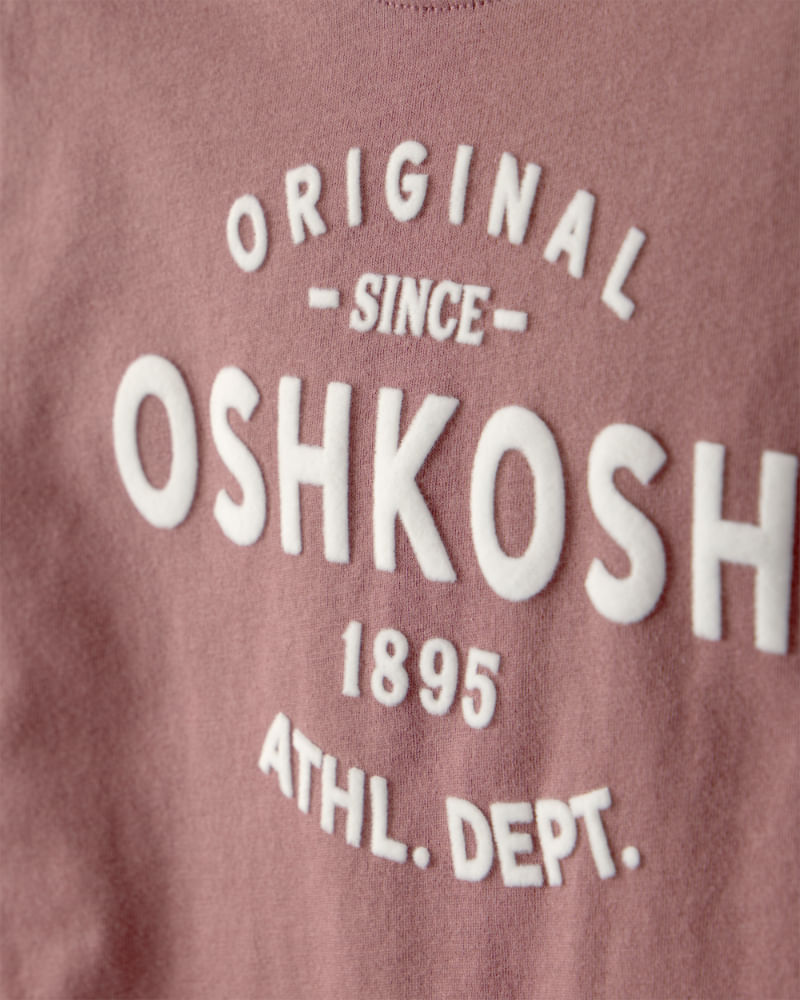 ORIGINAL
- SINCE -
OSHKOSH
1895
ATHL. DEPT.